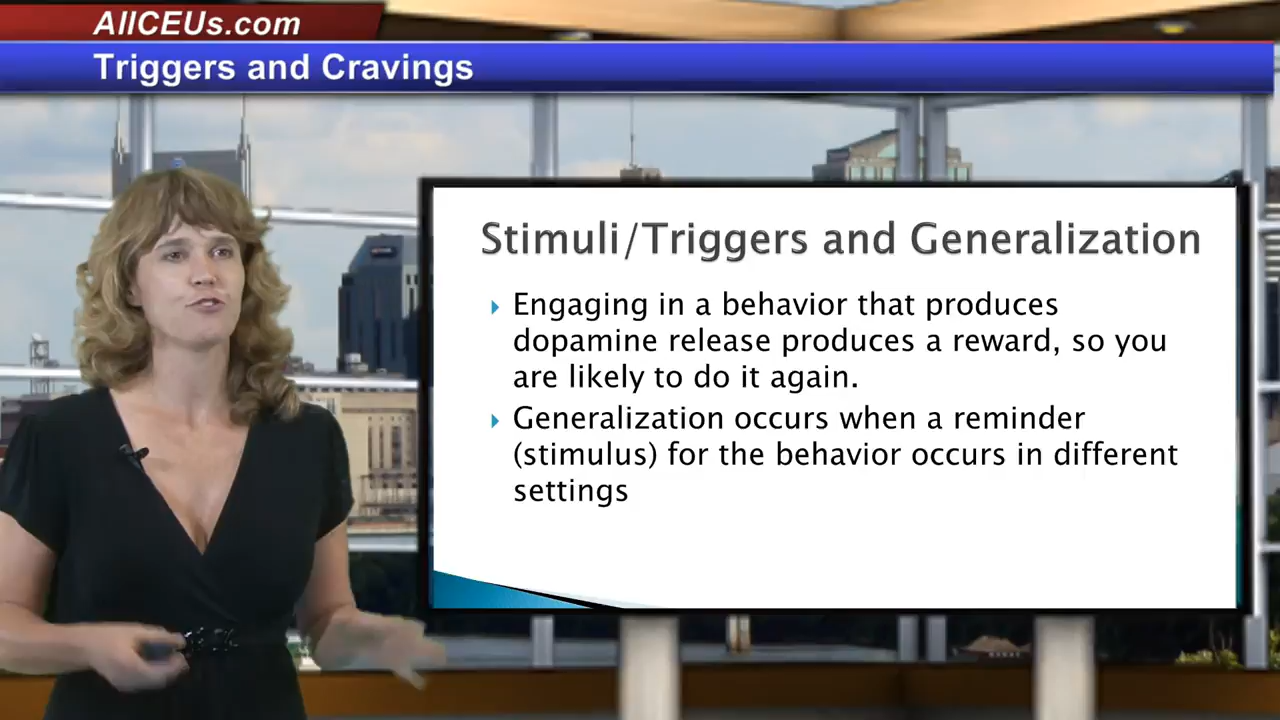 AllCEUs.com
Triggers and Cravings
Stimuli/Triggers and Generalization
Engaging in a behavior that produces
dopamine release produces a reward, so you
are likely to do it again.
Generalization occurs when a reminder
(stimulus) for the behavior occurs in different
settings